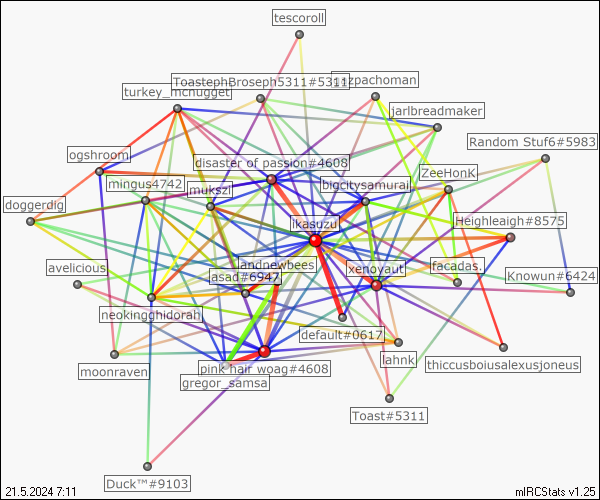 tescoroll
ToastephBroseph5311#5311
pachoman
turkey_mcnugget
jarlbreadmaker
Random Stuf6#5983
ogshroom
disaster of passion#4608
ZeeHonK
mingus4742
mukszi
bigcitysamurai
doggerdig
ikasuzu
Heighleaigh#8575
avelicious
andnewbees
xenoyaut
facadas.
asad#6947
Knowun#6424
neokingghidorah
default#0617
lahnk
moonraven
pink hair woag#4608
thiccusboiusalexusjoneus
gregor_samsa
Toast#5311
Duck™#9103
21.5.2024 7:11
mIRCStats v1.25